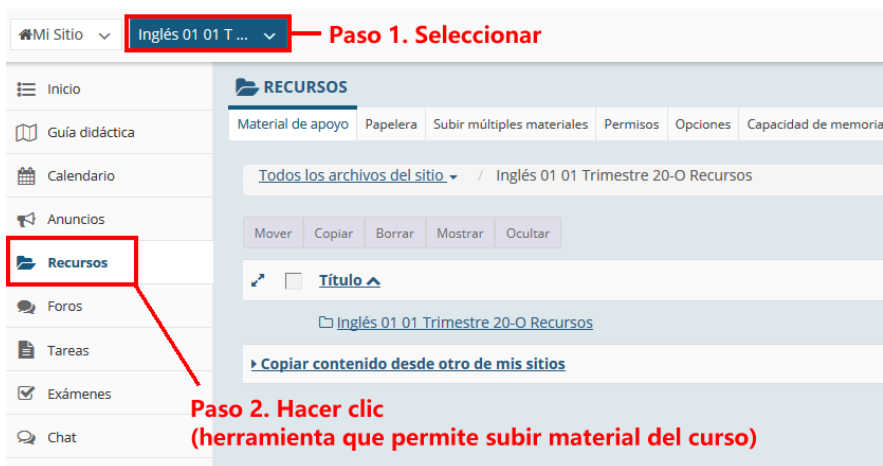 Mi Sitio
Inglés 01 01 T ...
Paso 1. Seleccionar
Inicio
Guía didáctica
Calendario
Anuncios
Recursos
Foros
Tareas
Exámenes
Chat
RECURSOS
Material de apoyo Papelera Subir múltiples materiales Permisos Opciones Capacidad de memoria
Todos los archivos del sitio / Inglés 01 01 Trimestre 20-O Recursos
Mover Copiar Borrar Mostrar Ocultar
Título
Inglés 01 01 Trimestre 20-O Recursos
Copiar contenido desde otro de mis sitios
Paso 2. Hacer clic
(herramienta que permite subir material del curso)